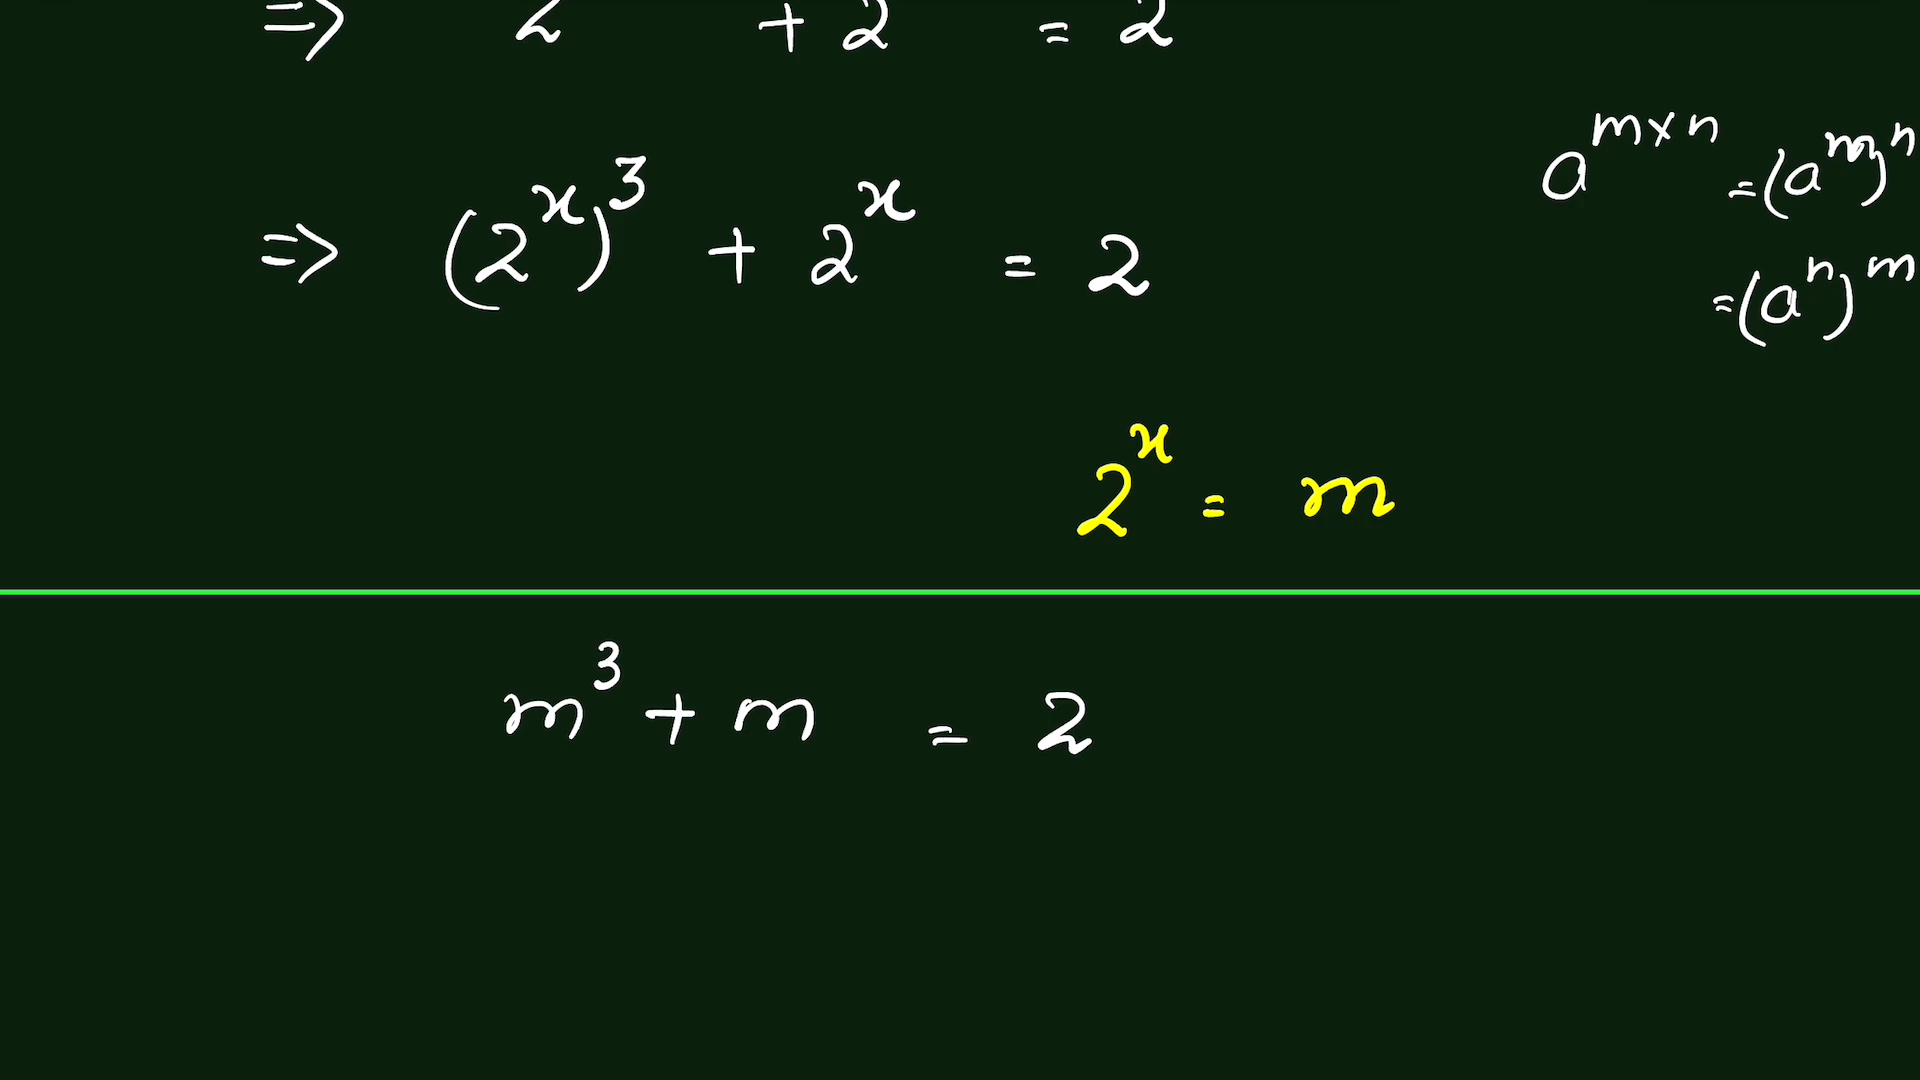 ⇒ 2 + 2 = 2
a^{m×n} = (a^m)^n
⇒ (2^x)^3 + 2^x = 2
= (a^n)^m
2^x = m
m^3 + m = 2